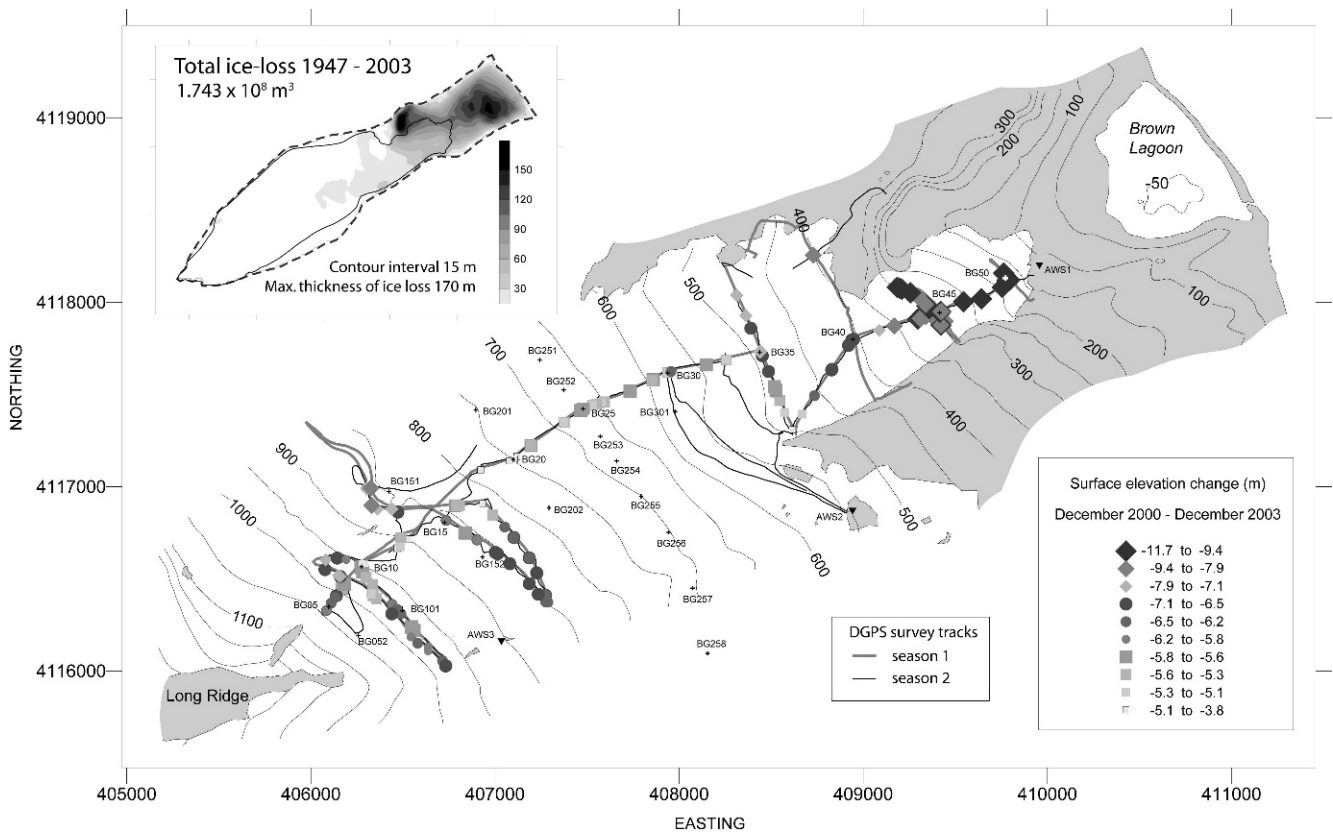 Total ice-loss 1947 - 2003
1.743 x 10⁸ m³
150
120
90
60
30
Contour interval 15 m
Max. thickness of ice loss 170 m
4119000
4118000
4117000
4116000
NORTHING
405000
406000
407000
408000
409000
410000
411000
EASTING
Brown
Lagoon
-50
100
300
200
400
500
600
700
800
900
1000
1100
100
200
300
400
500
600
BG50
AWS1
BG45
BG40
BG35
BG30
BG301
BG251
BG252
BG201
BG25
BG253
BG254
BG20
BG255
BG202
BG256
BG257
BG258
AWS2
BG151
BG15
BG152
BG10
BG101
BG05
BG052
AWS3
Long Ridge
DGPS survey tracks
season 1
season 2
Surface elevation change (m)
December 2000 - December 2003
-11.7 to -9.4
-9.4 to -7.9
-7.9 to -7.1
-7.1 to -6.5
-6.5 to -6.2
-6.2 to -5.8
-5.8 to -5.6
-5.6 to -5.3
-5.3 to -5.1
-5.1 to -3.8